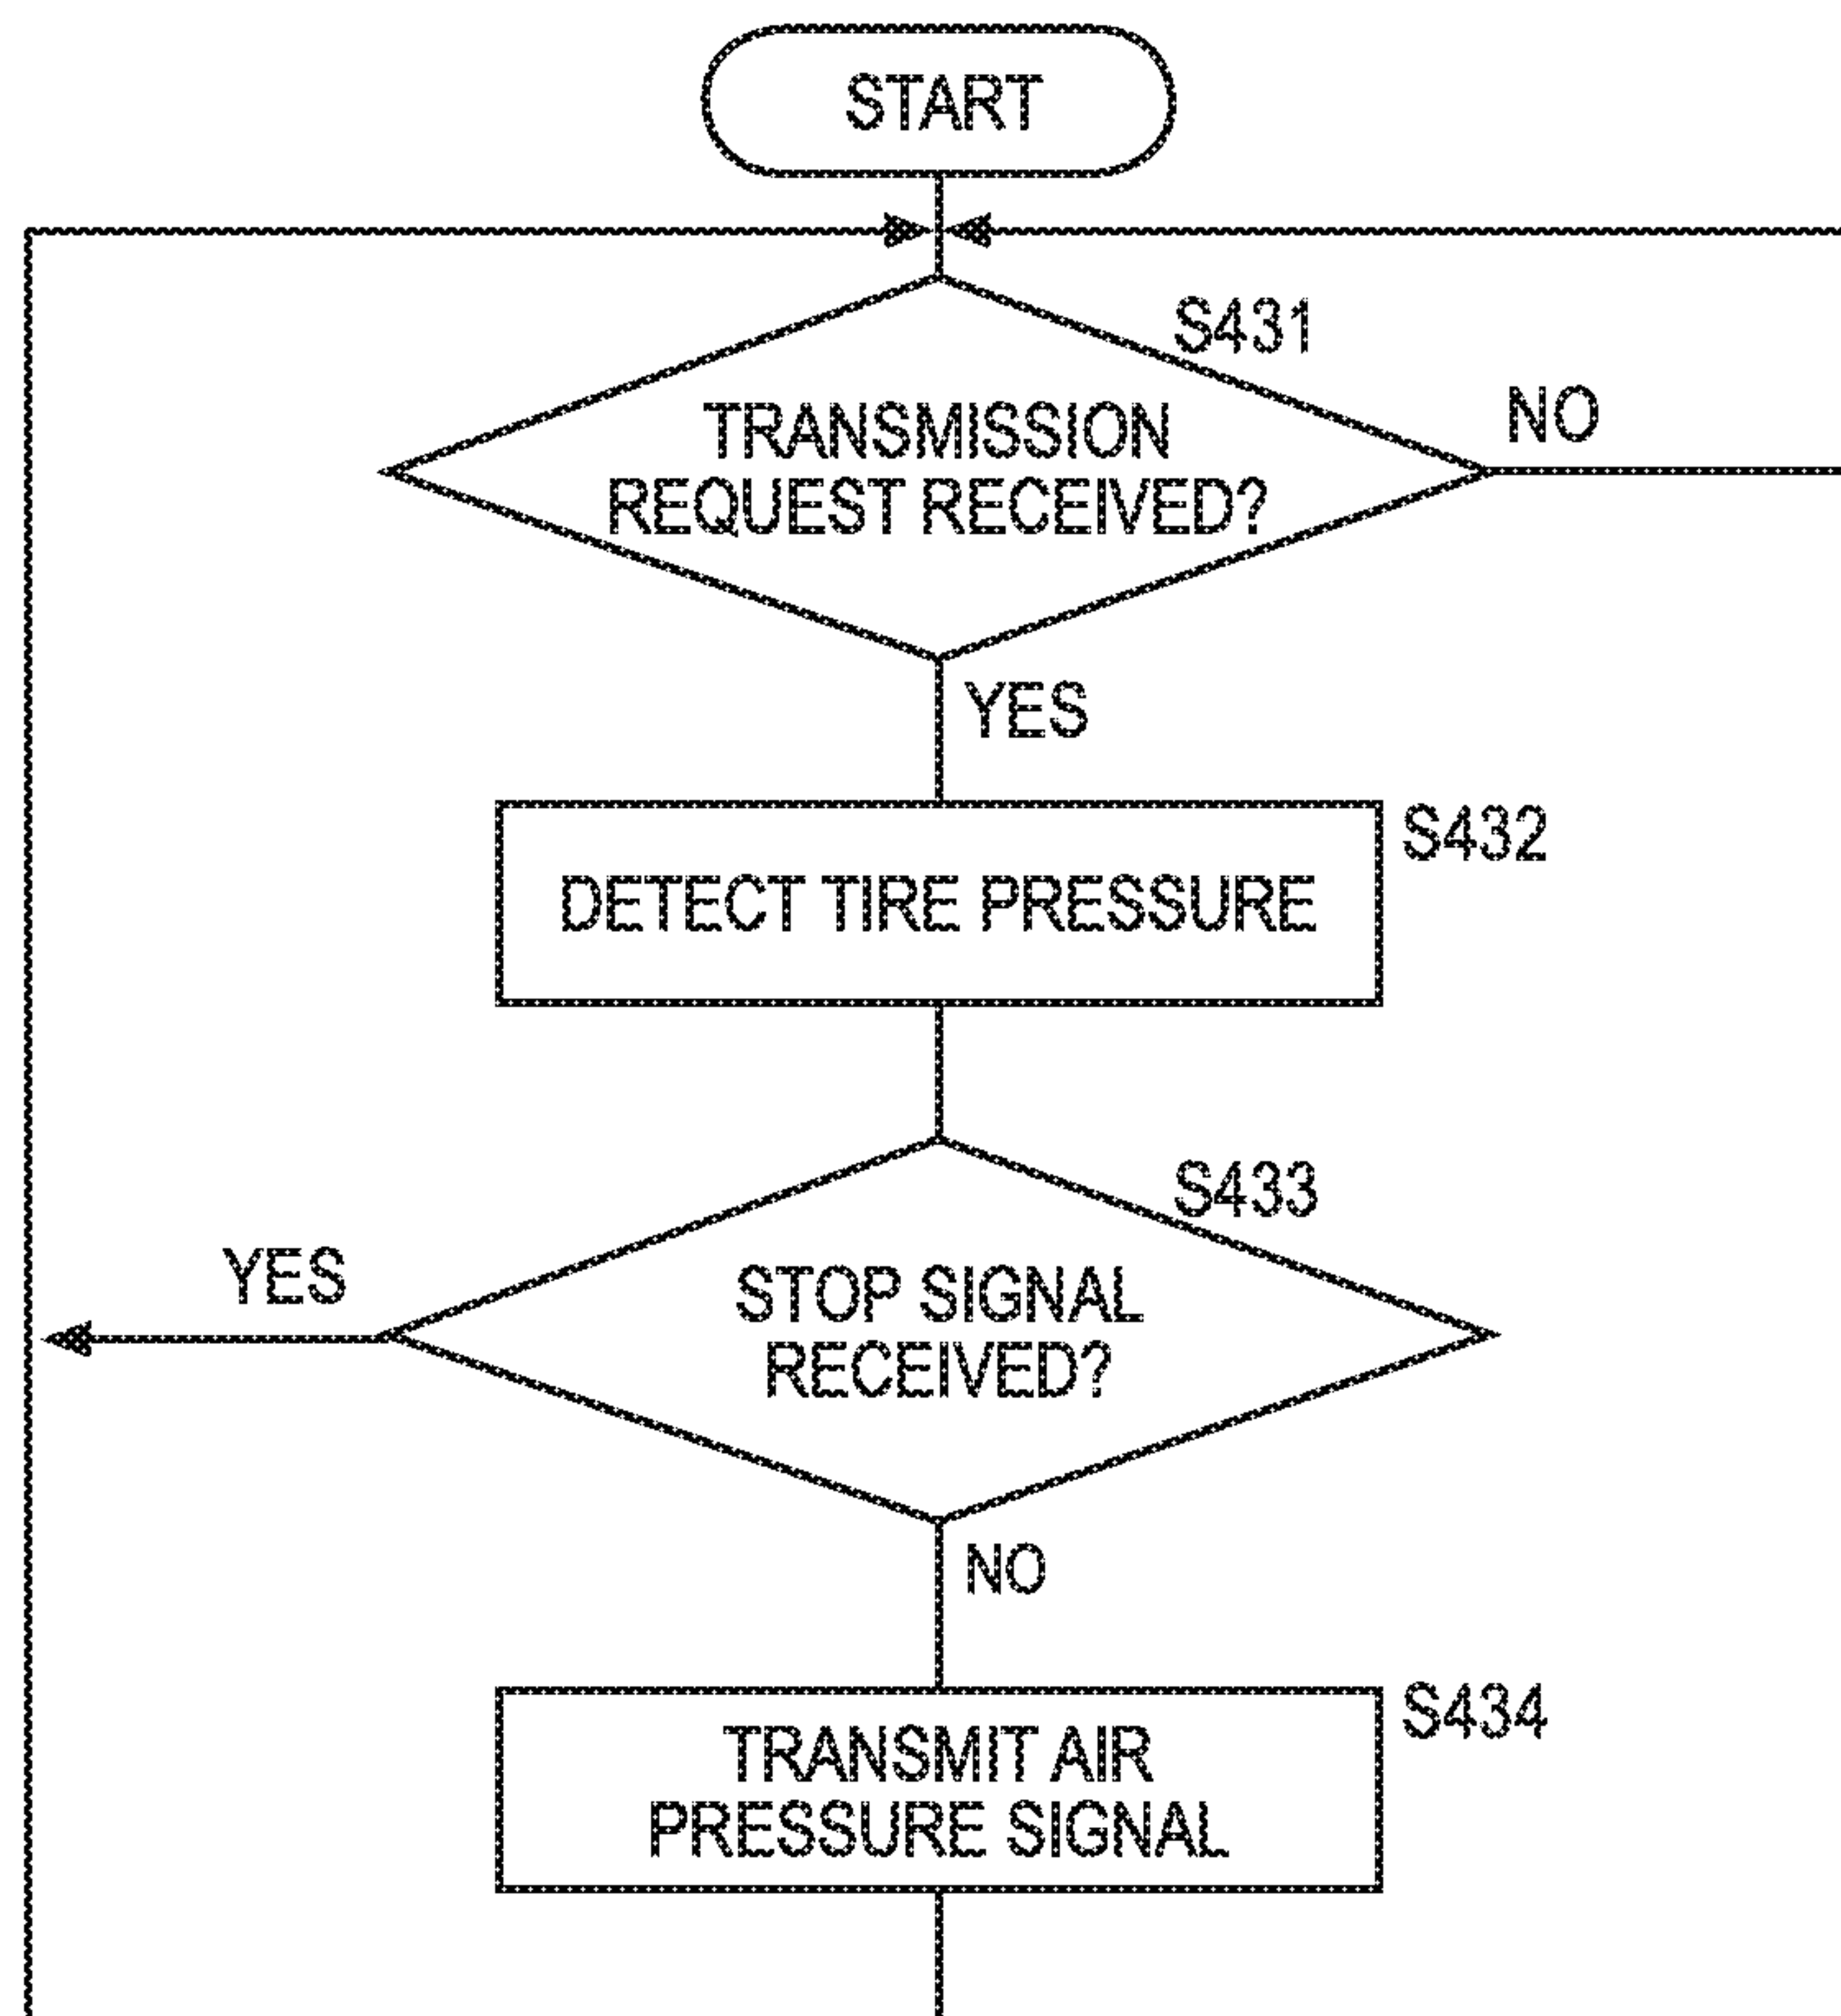 START
S431
TRANSMISSION
REQUEST RECEIVED?
NO
YES
S432
DETECT TIRE PRESSURE
S433
YES
STOP SIGNAL
RECEIVED?
NO
S434
TRANSMIT AIR
PRESSURE SIGNAL